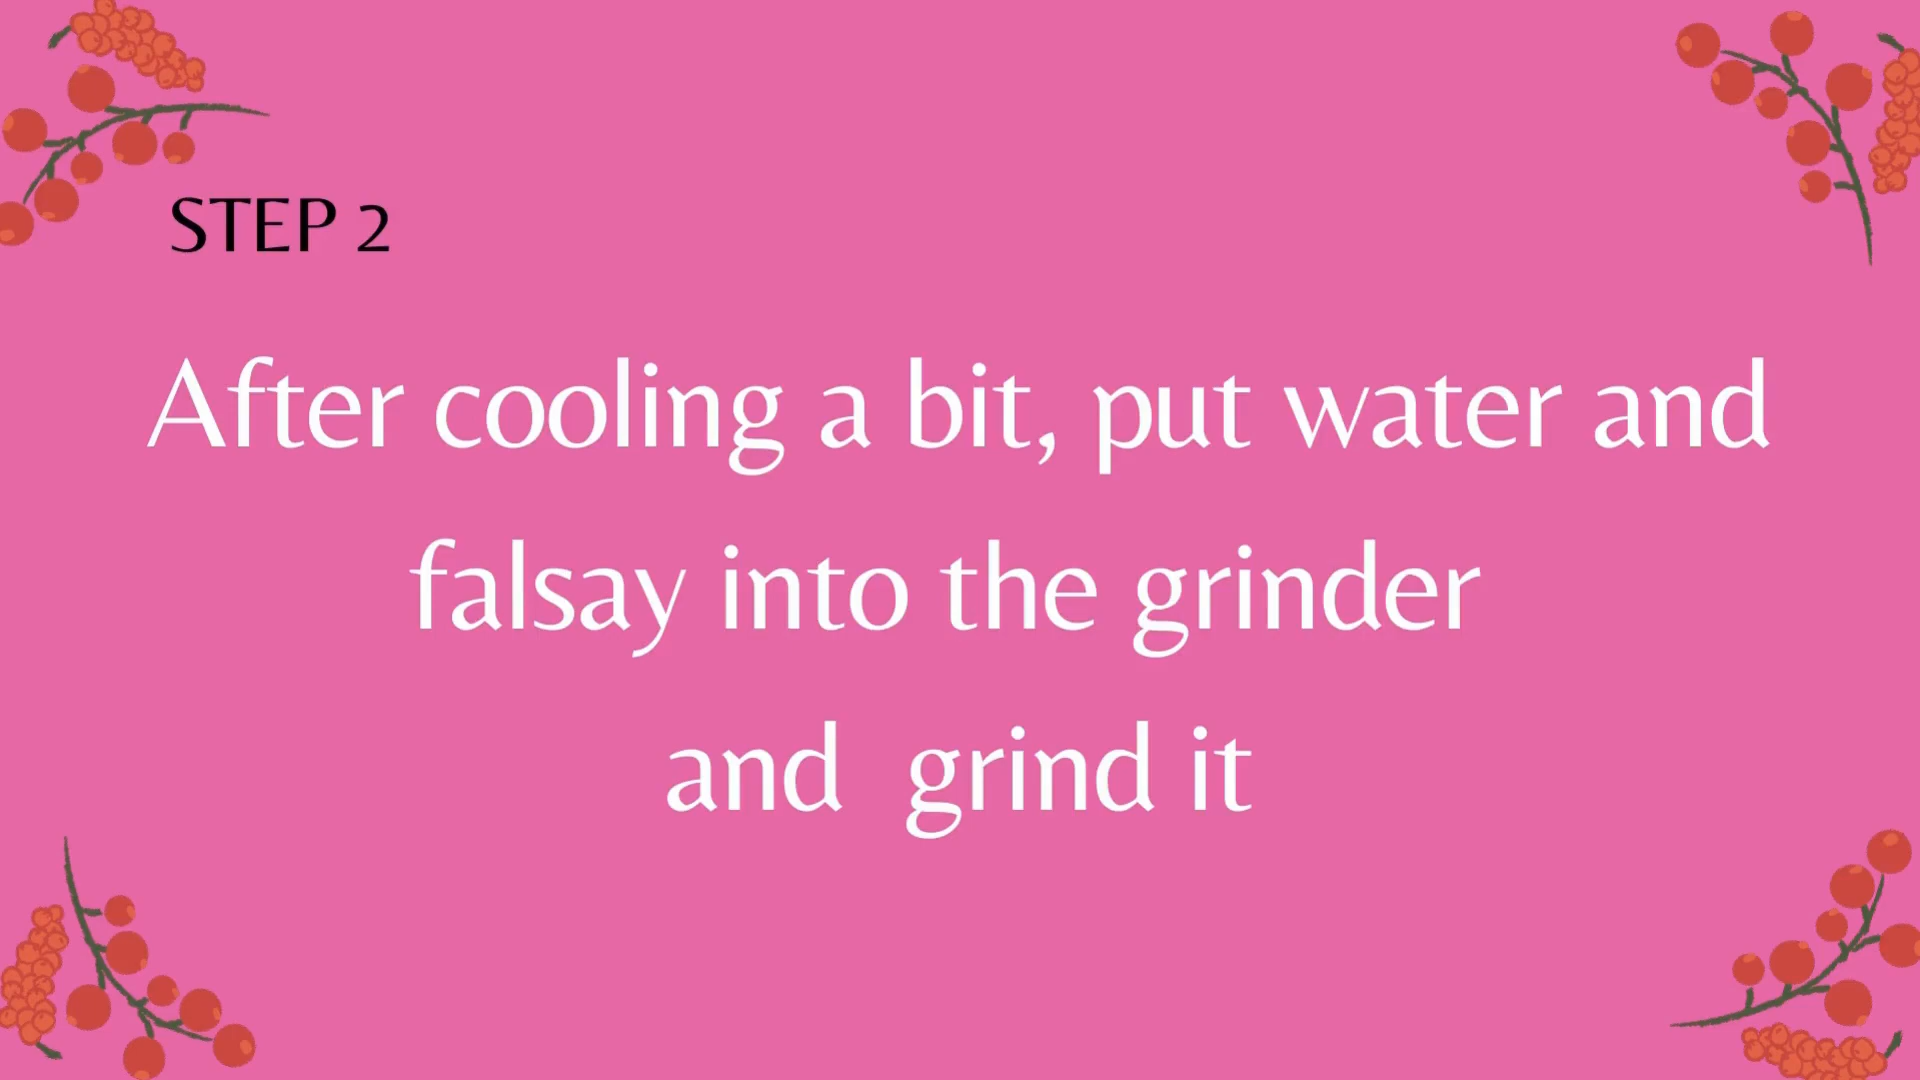 STEP 2
After cooling a bit, put water and
falsay into the grinder
and  grind it